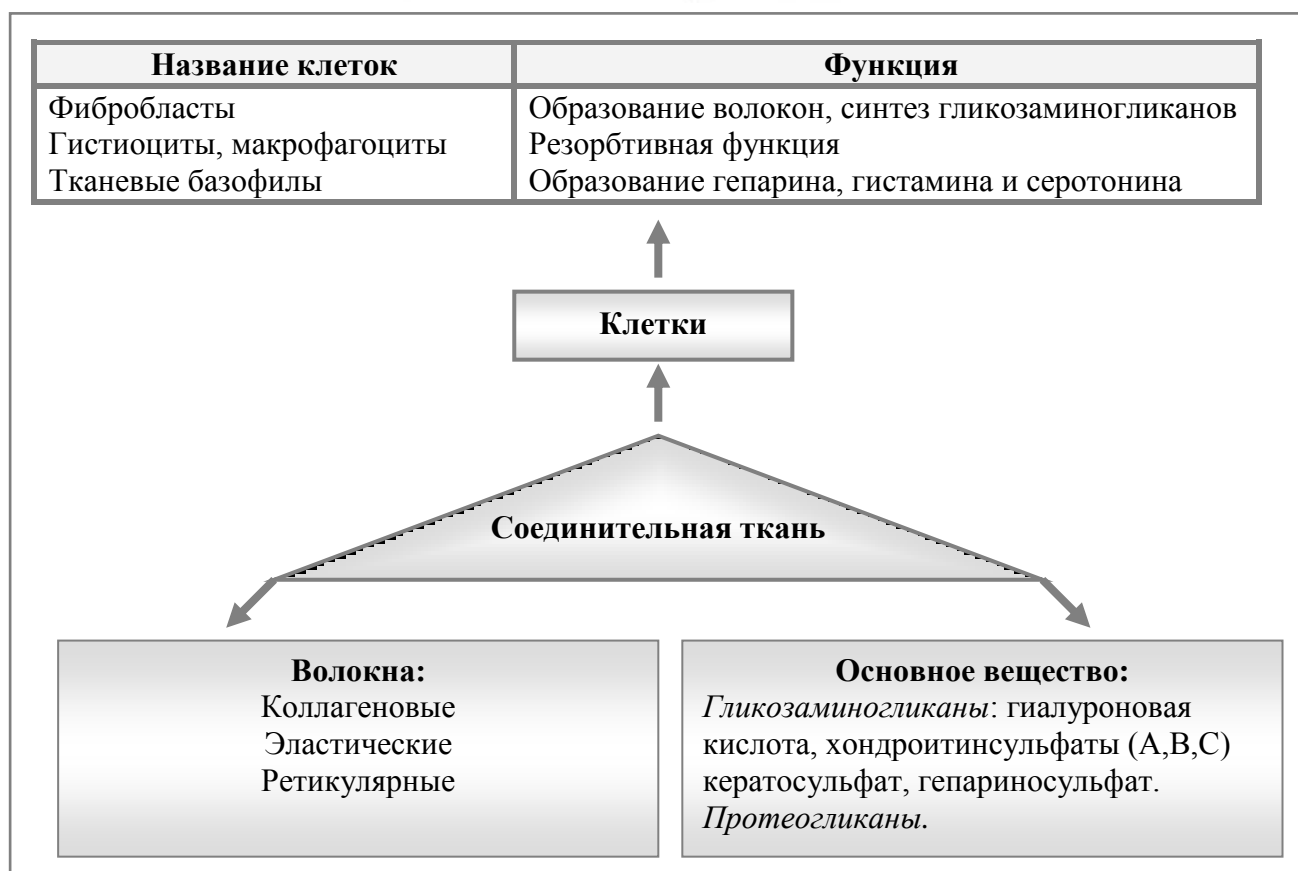 Название клеток
Функция
Фибробласты
Образование волокон, синтез гликозаминогликанов
Гистиоциты, макрофагоциты
Резорбтивная функция
Тканевые базофилы
Образование гепарина, гистамина и серотонина
Клетки
Соединительная ткань
Волокна:
Коллагеновые
Эластические
Ретикулярные
Основное вещество:
Гликозаминогликаны: гиалуроновая
кислота, хондроитинсульфаты (А,В,С)
кератосульфат, гепариносульфат.
Протеогликаны.